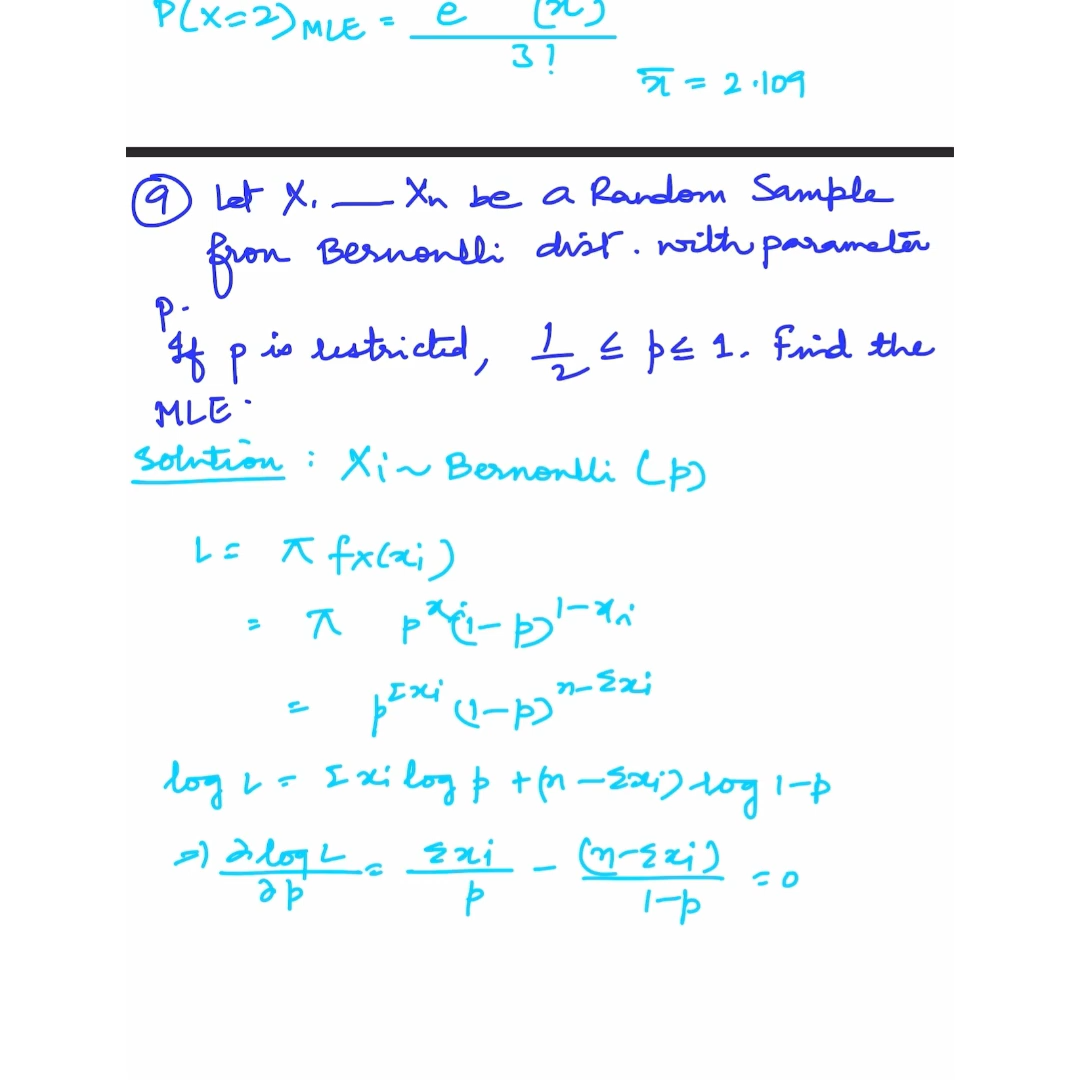 P(X=2) MLE = e (x) / 3!
x̄ = 2.109
⑨ Let X₁ — Xₙ be a Random Sample
from Bernoulli dist. with parameter
p.
If p is restricted, 1/2 ≤ p ≤ 1. Find the
MLE.
Solution : Xi ~ Bernoulli (p)
L = π fx(xi)
= π p^xi (1-p)^1-xi
= p^Σxi (1-p)^n-Σxi
log L = Σxi log p + (n - Σxi) log 1-p
⇒) ∂ log L / ∂p = Σxi / p - (n-Σxi) / 1-p = 0